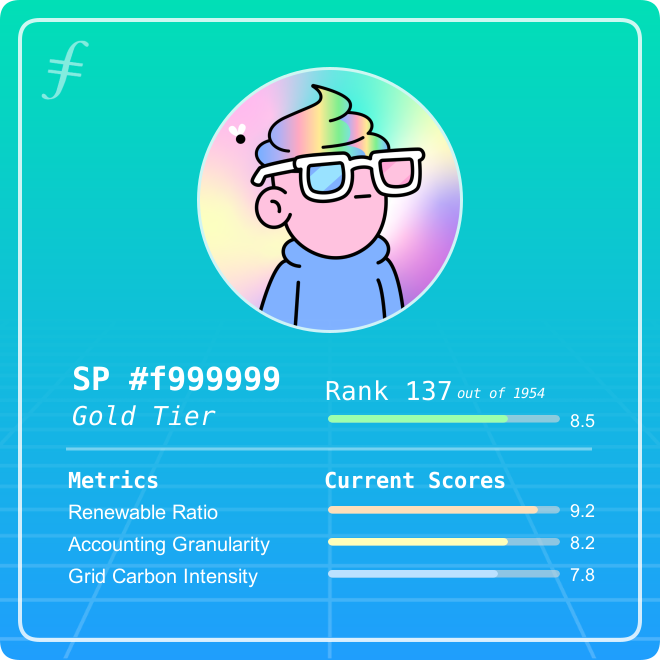 SP #f999999
Gold Tier
Rank 137 out of 1954
8.5
Metrics
Current Scores
Renewable Ratio
9.2
Accounting Granularity
8.2
Grid Carbon Intensity
7.8